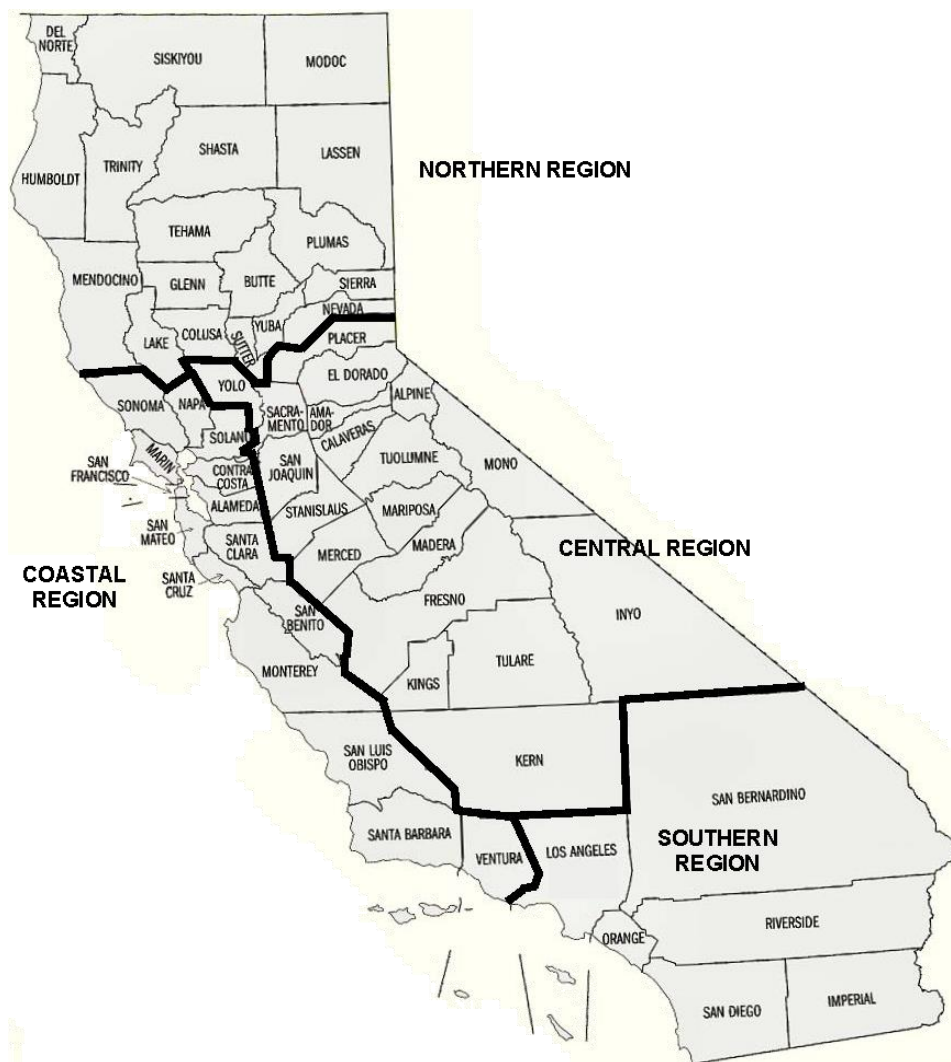 DEL
NORTE
SISKIYOU
MODOC
HUMBOLDT
TRINITY
SHASTA
LASSEN
NORTHERN REGION
TEHAMA
PLUMAS
MENDOCINO
GLENN
BUTTE
SIERRA
NEVADA
YUBA
LAKE
COLUSA
SUTTER
PLACER
YOLO
EL DORADO
SONOMA
NAPA
SACRA-
MENTO
AMA-
DOR
ALPINE
SOLANO
CALAVERAS
MARIN
SAN
FRANCISCO
CONTRA
COSTA
SAN
JOAQUIN
TUOLUMNE
MONO
ALAMEDA
STANISLAUS
MARIPOSA
SAN
MATEO
SANTA
CLARA
MERCED
MADERA
CENTRAL REGION
COASTAL
REGION
SANTA
CRUZ
SAN
BENITO
FRESNO
INYO
MONTEREY
KINGS
TULARE
SAN LUIS
OBISPO
KERN
SAN BERNARDINO
SANTA BARBARA
VENTURA
LOS ANGELES
SOUTHERN
REGION
ORANGE
RIVERSIDE
SAN DIEGO
IMPERIAL